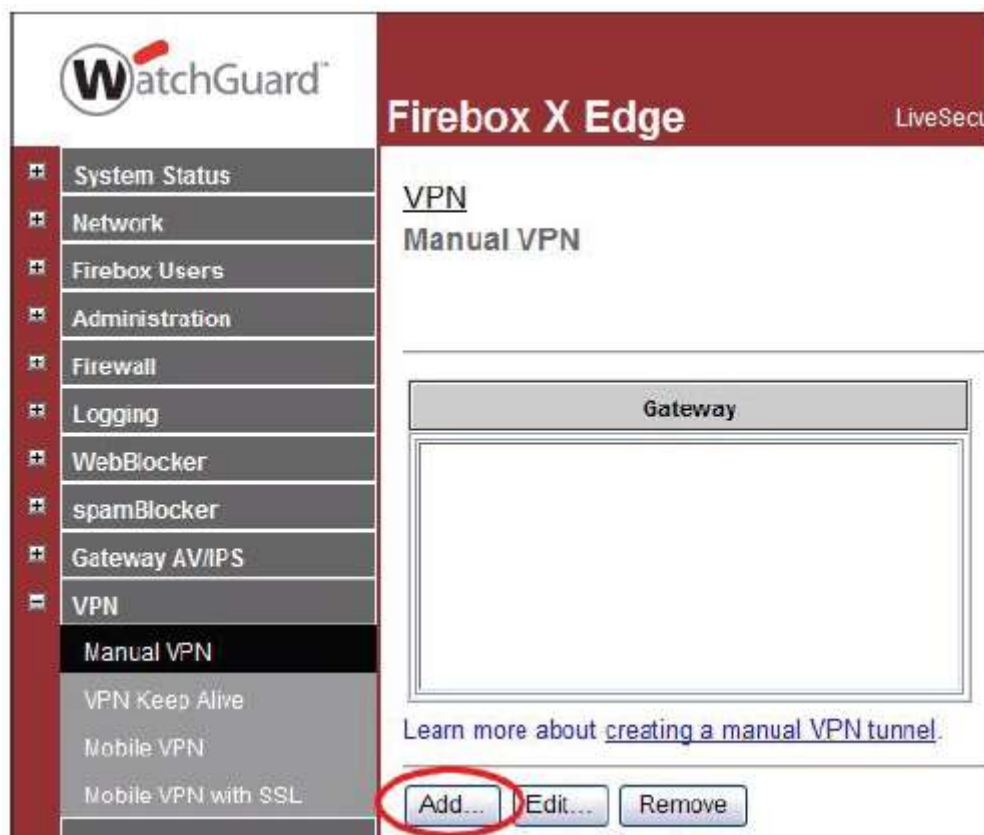 WatchGuard™
Firebox X Edge
LiveSecu
System Status
Network
Firebox Users
Administration
Firewall
Logging
WebBlocker
spamBlocker
Gateway AV/IPS
VPN
Manual VPN
VPN Keep Alive
Mobile VPN
Mobile VPN with SSL
VPN
Manual VPN
Gateway
Learn more about creating a manual VPN tunnel.
Add... Edit... Remove